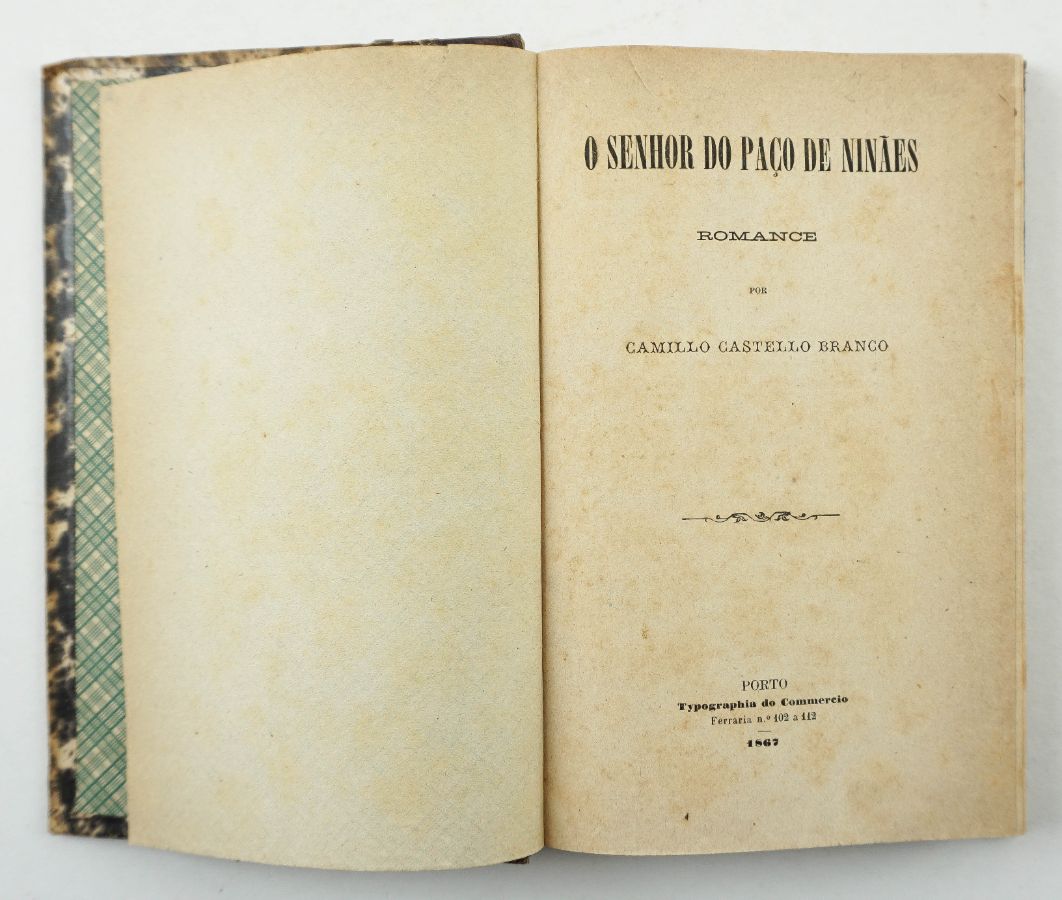 O SENHOR DO PAÇO DE NINÃES
ROMANCE
POR
CAMILLO CASTELLO BRANCO
PORTO
Typographia do Commercio
Ferraria n.º 102 a 112
1867